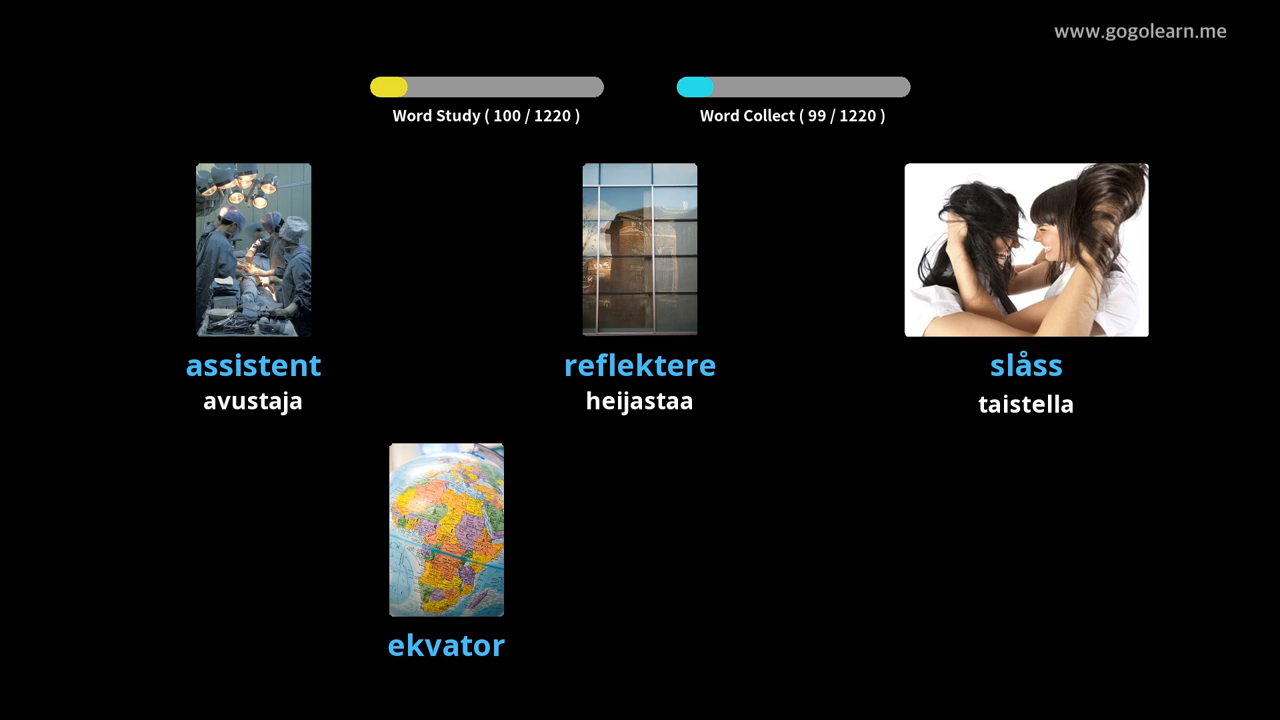 www.gogolearn.me
Word Study ( 100 / 1220 )
Word Collect ( 99 / 1220 )
assistent
avustaja
reflektere
heijastaa
slåss
taistella
ekvator